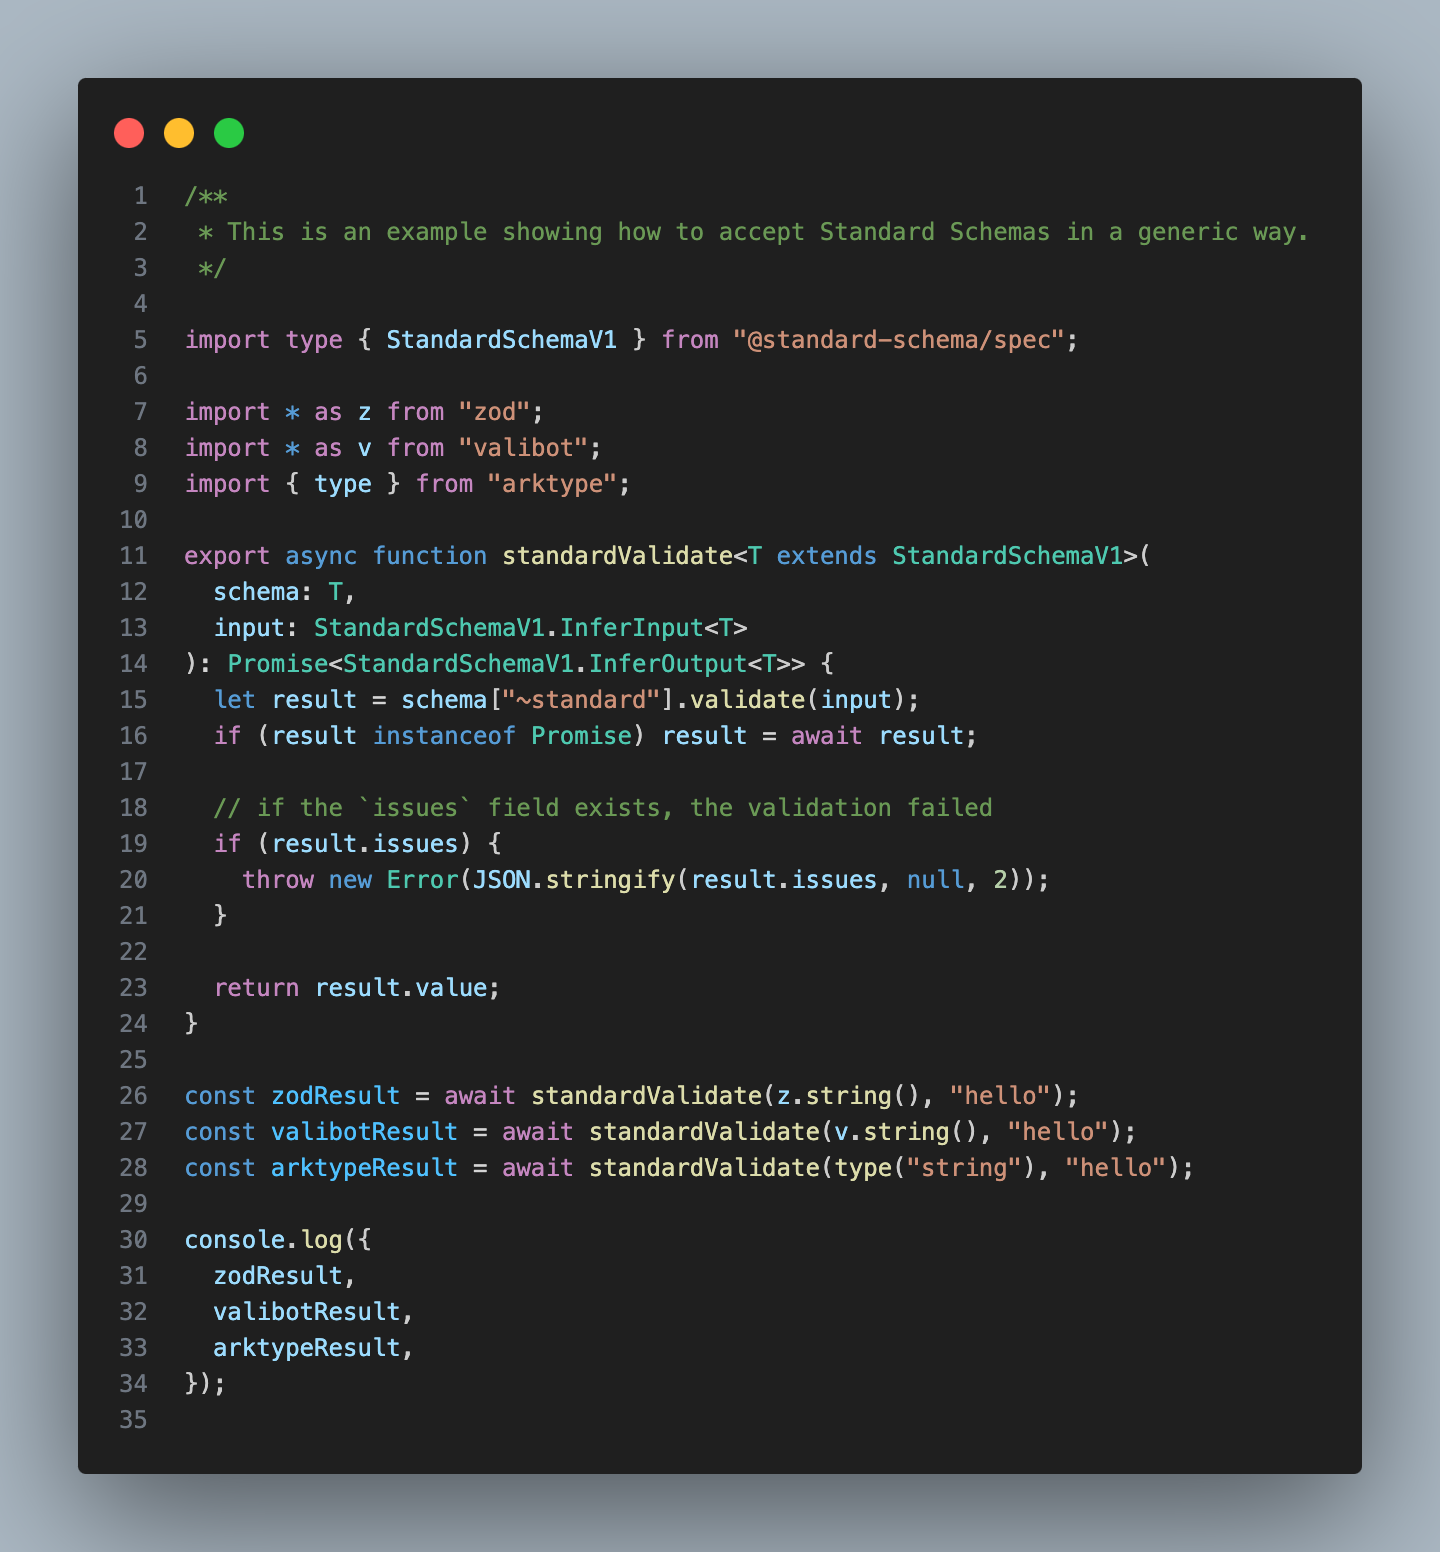 1 /**
2  * This is an example showing how to accept Standard Schemas in a generic way.
3  */
4
5 import type { StandardSchemaV1 } from "@standard-schema/spec";
6
7 import * as z from "zod";
8 import * as v from "valibot";
9 import { type } from "arktype";
10
11 export async function standardValidate<T extends StandardSchemaV1>(
12   schema: T,
13   input: StandardSchemaV1.InferInput<T>
14 ): Promise<StandardSchemaV1.InferOutput<T>> {
15   let result = schema["~standard"].validate(input);
16   if (result instanceof Promise) result = await result;
17
18   // if the `issues` field exists, the validation failed
19   if (result.issues) {
20     throw new Error(JSON.stringify(result.issues, null, 2));
21   }
22
23   return result.value;
24 }
25
26 const zodResult = await standardValidate(z.string(), "hello");
27 const valibotResult = await standardValidate(v.string(), "hello");
28 const arktypeResult = await standardValidate(type("string"), "hello");
29
30 console.log({
31   zodResult,
32   valibotResult,
33   arktypeResult,
34 });
35